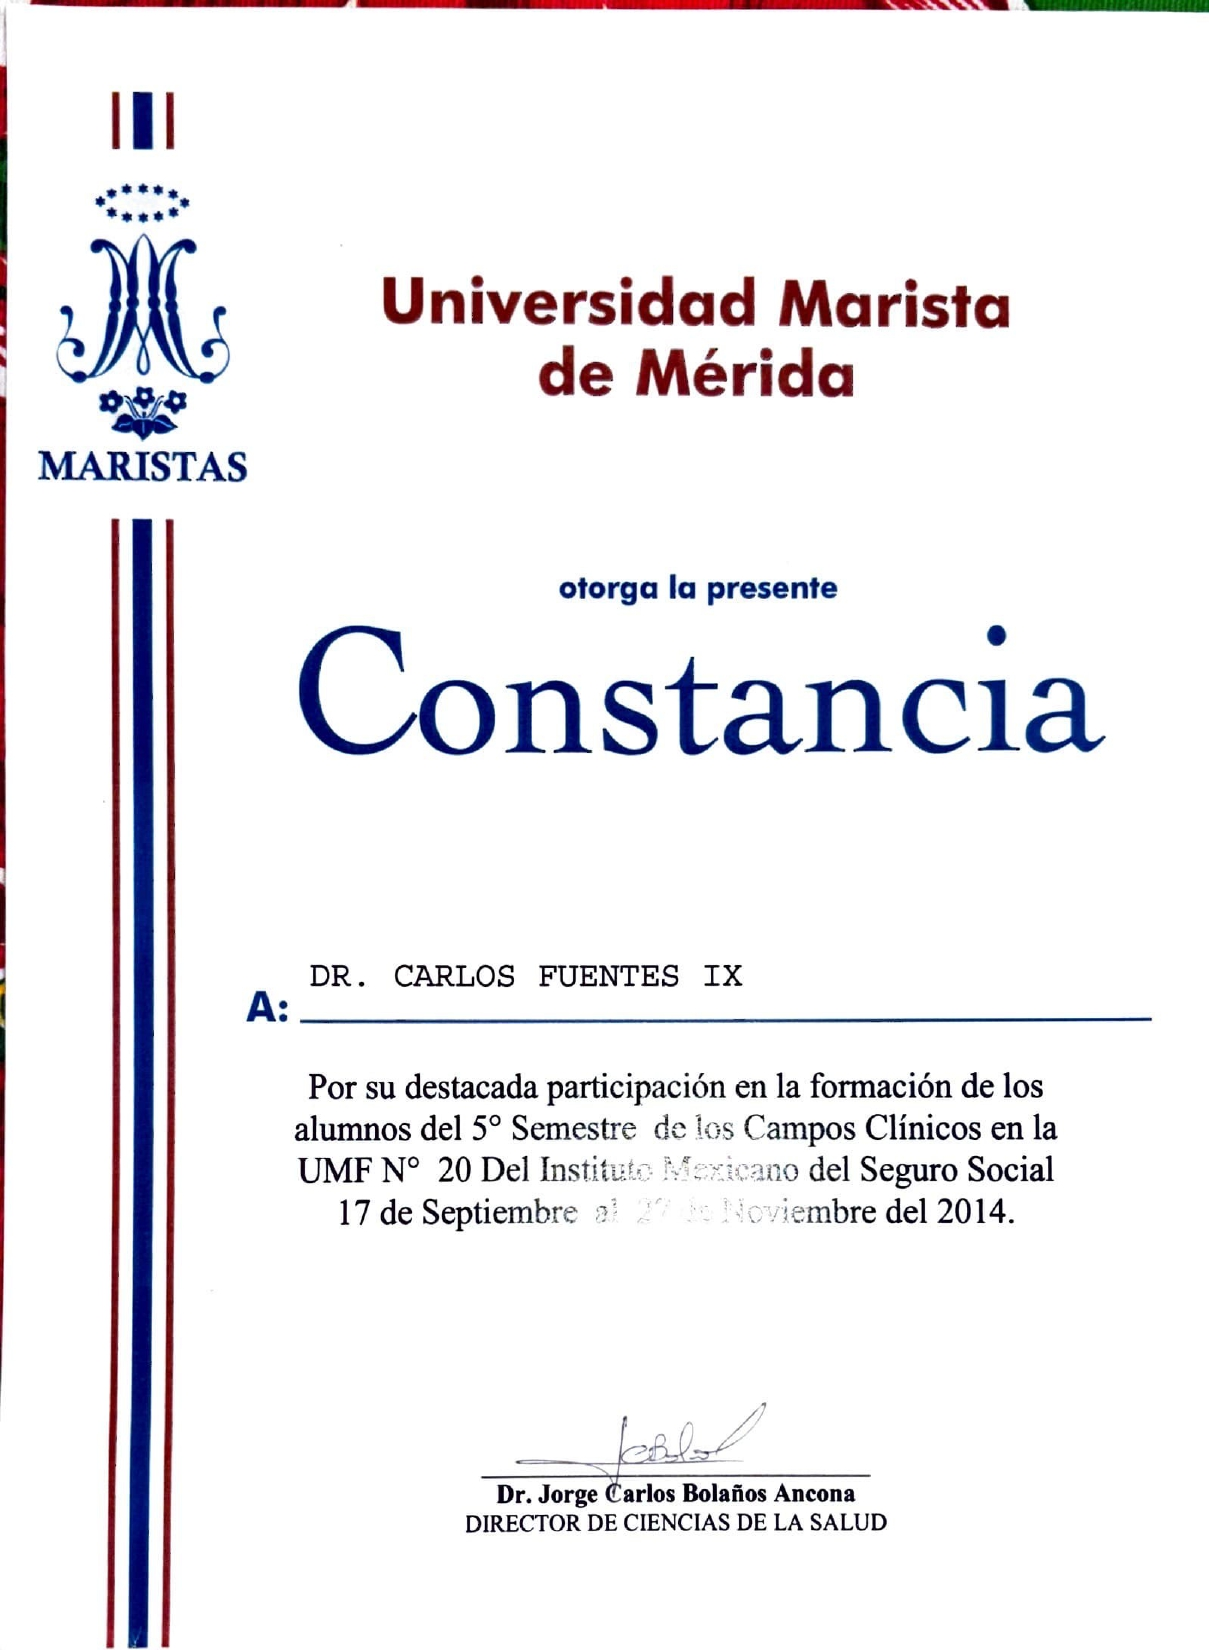 MARISTAS
Universidad Marista
de Mérida
otorga la presente
Constancia
DR. CARLOS FUENTES IX
A:
Por su destacada participación en la formación de los
alumnos del 5° Semestre de los Campos Clínicos en la
UMF N° 20 Del Instituto Mexicano del Seguro Social
17 de Septiembre al de Noviembre del 2014.
Dr. Jorge Carlos Bolaños Ancona
DIRECTOR DE CIENCIAS DE LA SALUD